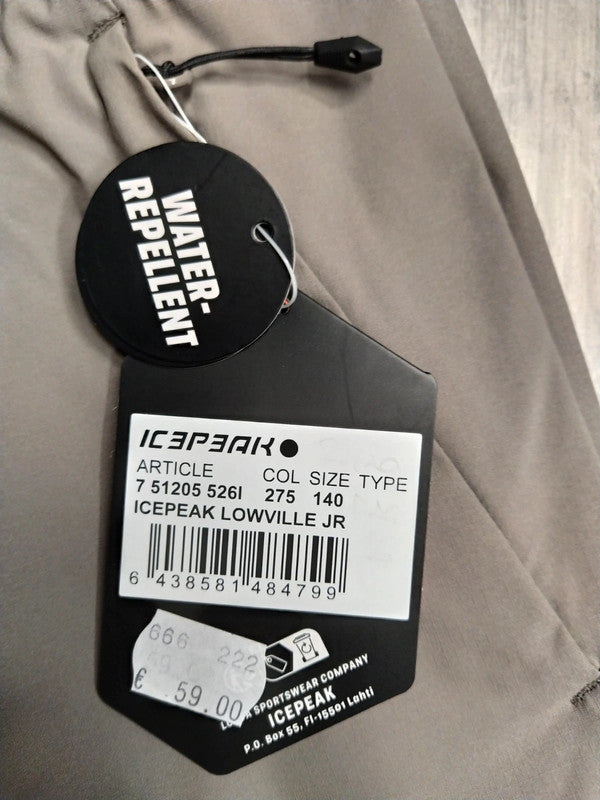 WATER-
REPELLENT
ICEPEAK
ARTICLE COL SIZE TYPE
7 51205 526I 275 140
ICEPEAK LOWVILLE JR
6 438581 484799
666 222
€ 59.00
SPORTSWEAR COMPANY
ICEPEAK
P.O. Box 55, FI-15501 Lahti